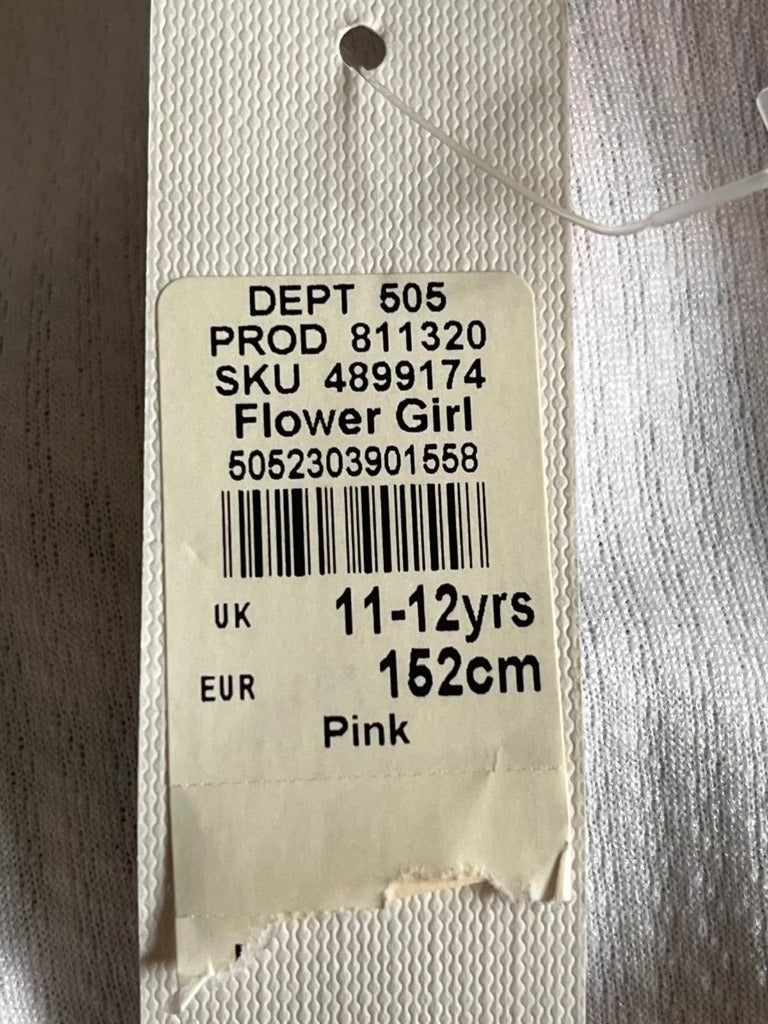 DEPT 505
PROD 811320
SKU 4899174
Flower Girl
5052303901558
UK 11-12yrs
EUR 152cm
Pink